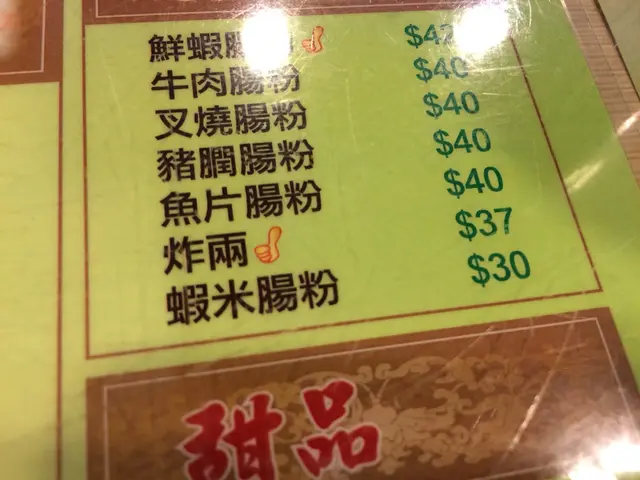 鮮蝦腸粉 $42
牛肉腸粉 $40
叉燒腸粉 $40
豬膶腸粉 $40
魚片腸粉 $40
炸兩 $37
蝦米腸粉 $30
甜品